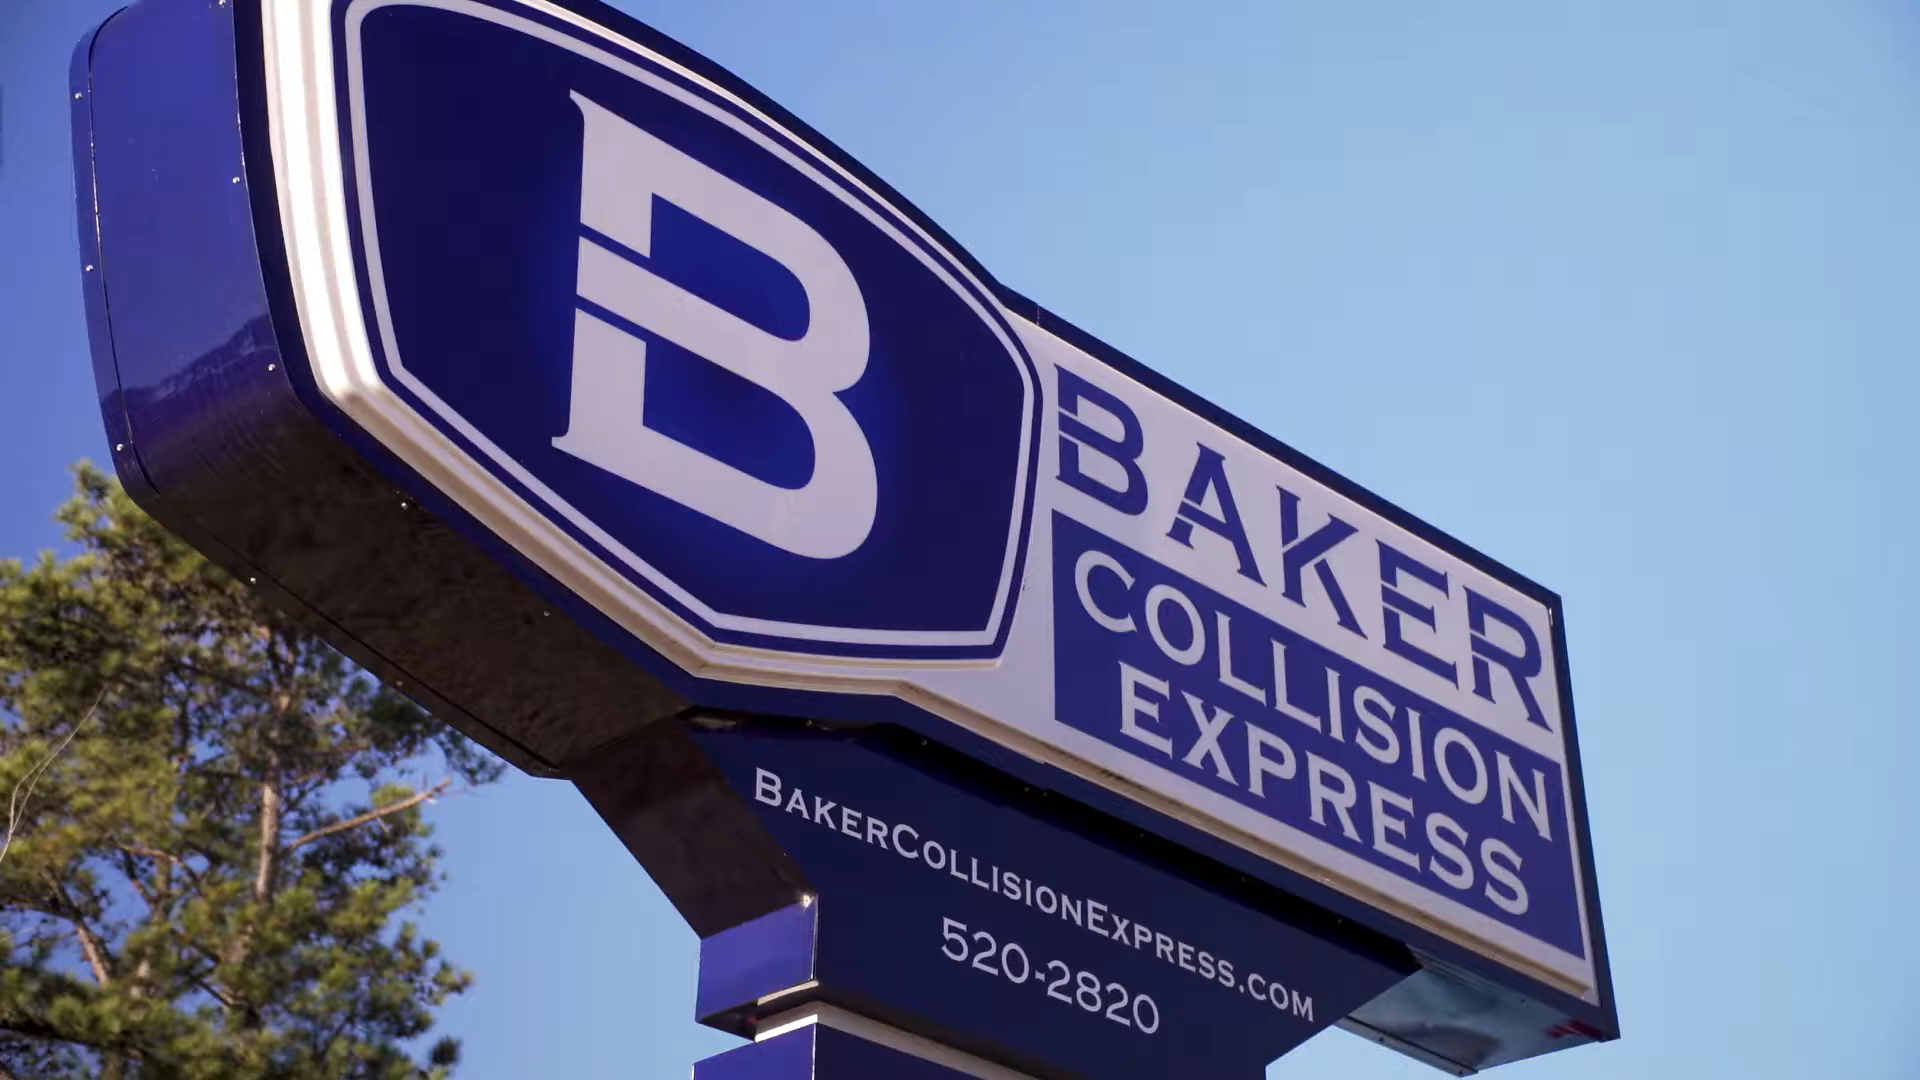 B
BAKER
COLLISION
EXPRESS
BAKERCOLLISIONEXPRESS.COM
520-2820